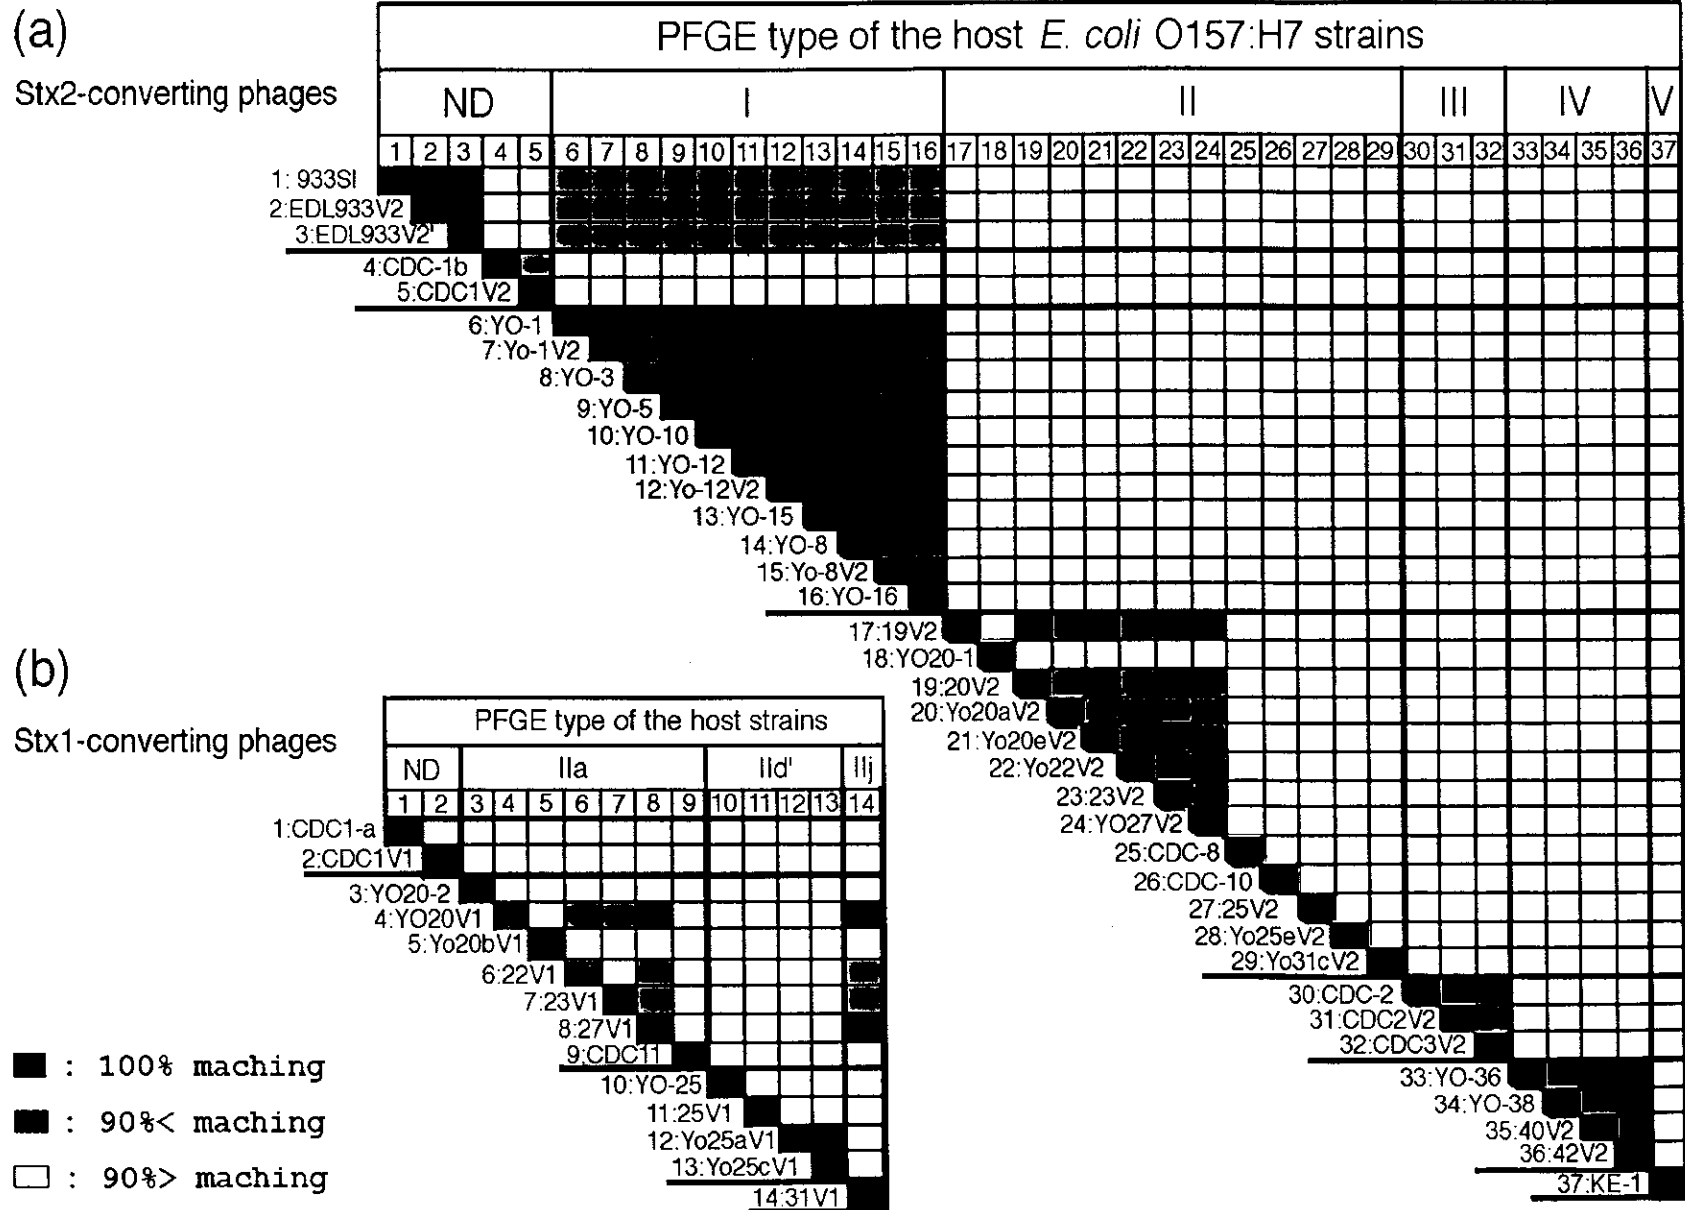 (a)
PFGE type of the host E. coli O157:H7 strains
Stx2-converting phages
ND I II III IV V
1 2 3 4 5 6 7 8 9 10 11 12 13 14 15 16 17 18 19 20 21 22 23 24 25 26 27 28 29 30 31 32 33 34 35 36 37
1: 933SI
2:EDL933V2
3:EDL933V2'
4:CDC-1b
5:CDC1V2
6:YO-1
7:Yo-1V2
8:YO-3
9:YO-5
10:YO-10
11:YO-12
12:Yo-12V2
13:YO-15
14:YO-8
15:Yo-8V2
16:YO-16
17:19V2
18:YO20-1
19:20V2
20:Yo20aV2
21:Yo20eV2
22:Yo22V2
23:23V2
24:YO27V2
25:CDC-8
26:CDC-10
27:25V2
28:Yo25eV2
29:Yo31cV2
30:CDC-2
31:CDC2V2
32:CDC3V2
33:YO-36
34:YO-38
35:40V2
36:42V2
37:KE-1
(b)
PFGE type of the host strains
Stx1-converting phages
ND IIa IId' IIj
1 2 3 4 5 6 7 8 9 10 11 12 13 14
1:CDC1-a
2:CDC1V1
3:YO20-2
4:YO20V1
5:Yo20bV1
6:22V1
7:23V1
8:27V1
9:CDC11
10:YO-25
11:25V1
12:Yo25aV1
13:Yo25cV1
14:31V1
: 100% maching
: 90%< maching
: 90%> maching